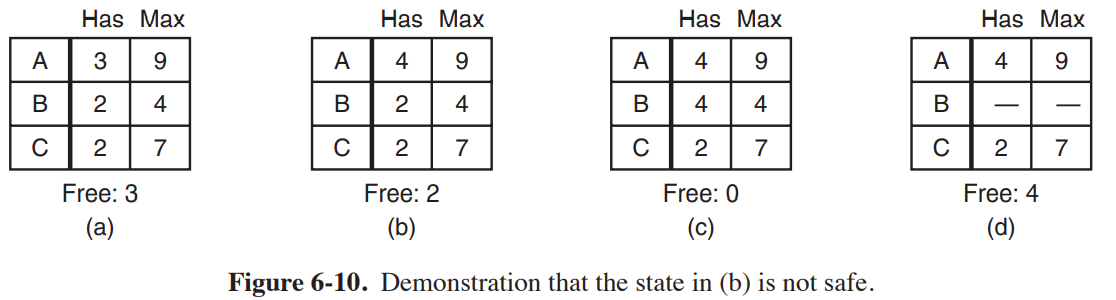 Has Max Has Max Has Max Has Max
A 3 9 A 4 9 A 4 9 A 4 9
B 2 4 B 2 4 B 4 4 B — —
C 2 7 C 2 7 C 2 7 C 2 7
Free: 3 Free: 2 Free: 0 Free: 4
(a) (b) (c) (d)
Figure 6-10. Demonstration that the state in (b) is not safe.